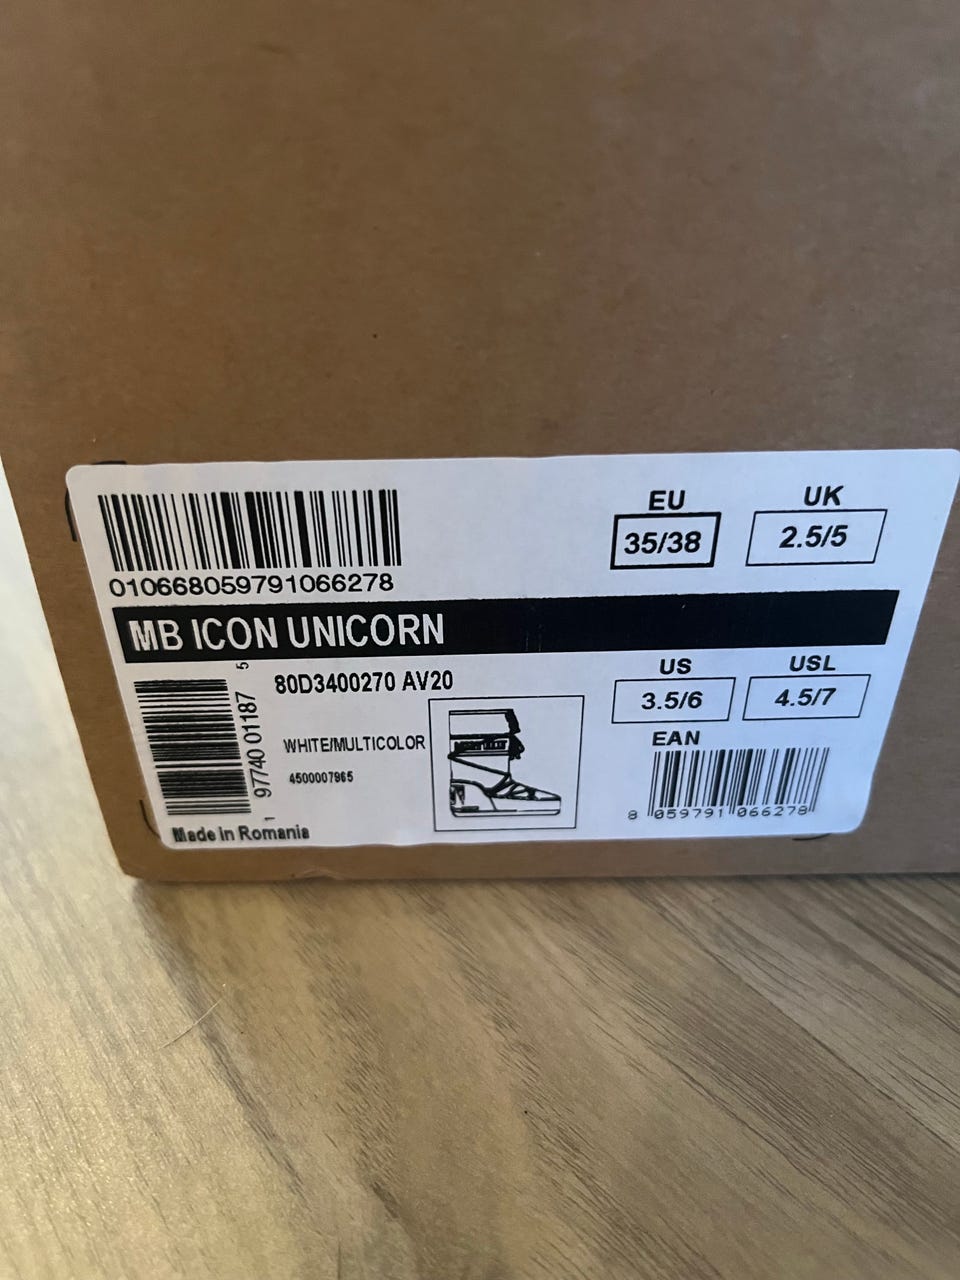 010668059791066278
EU
35/38
UK
2.5/5
MB ICON UNICORN
80D3400270 AV20
WHITE/MULTICOLOR
4500007965
1 97740 01187 5
Made in Romania
US
3.5/6
USL
4.5/7
EAN
8 059791 066278